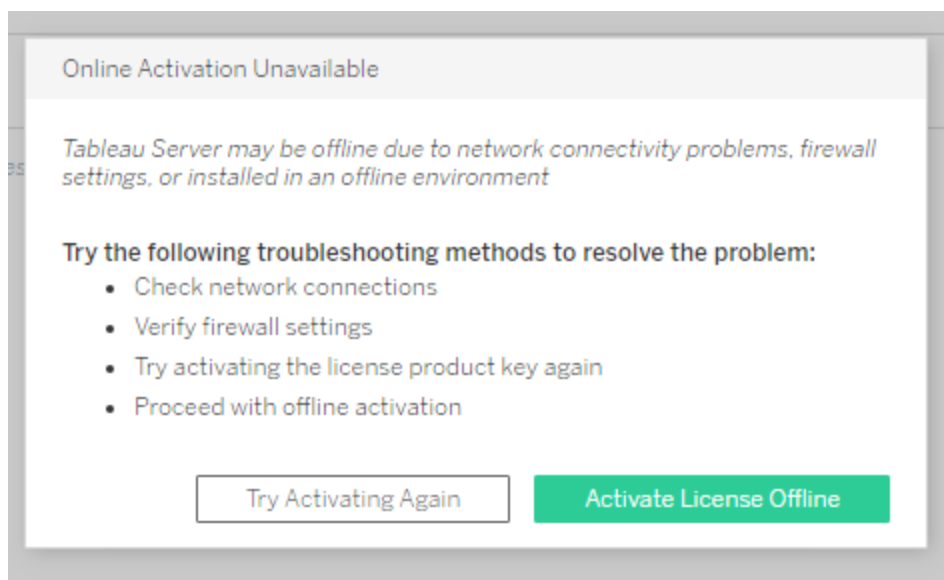 Online Activation Unavailable
Tableau Server may be offline due to network connectivity problems, firewall
settings, or installed in an offline environment
Try the following troubleshooting methods to resolve the problem:
• Check network connections
• Verify firewall settings
• Try activating the license product key again
• Proceed with offline activation
Try Activating Again
Activate License Offline